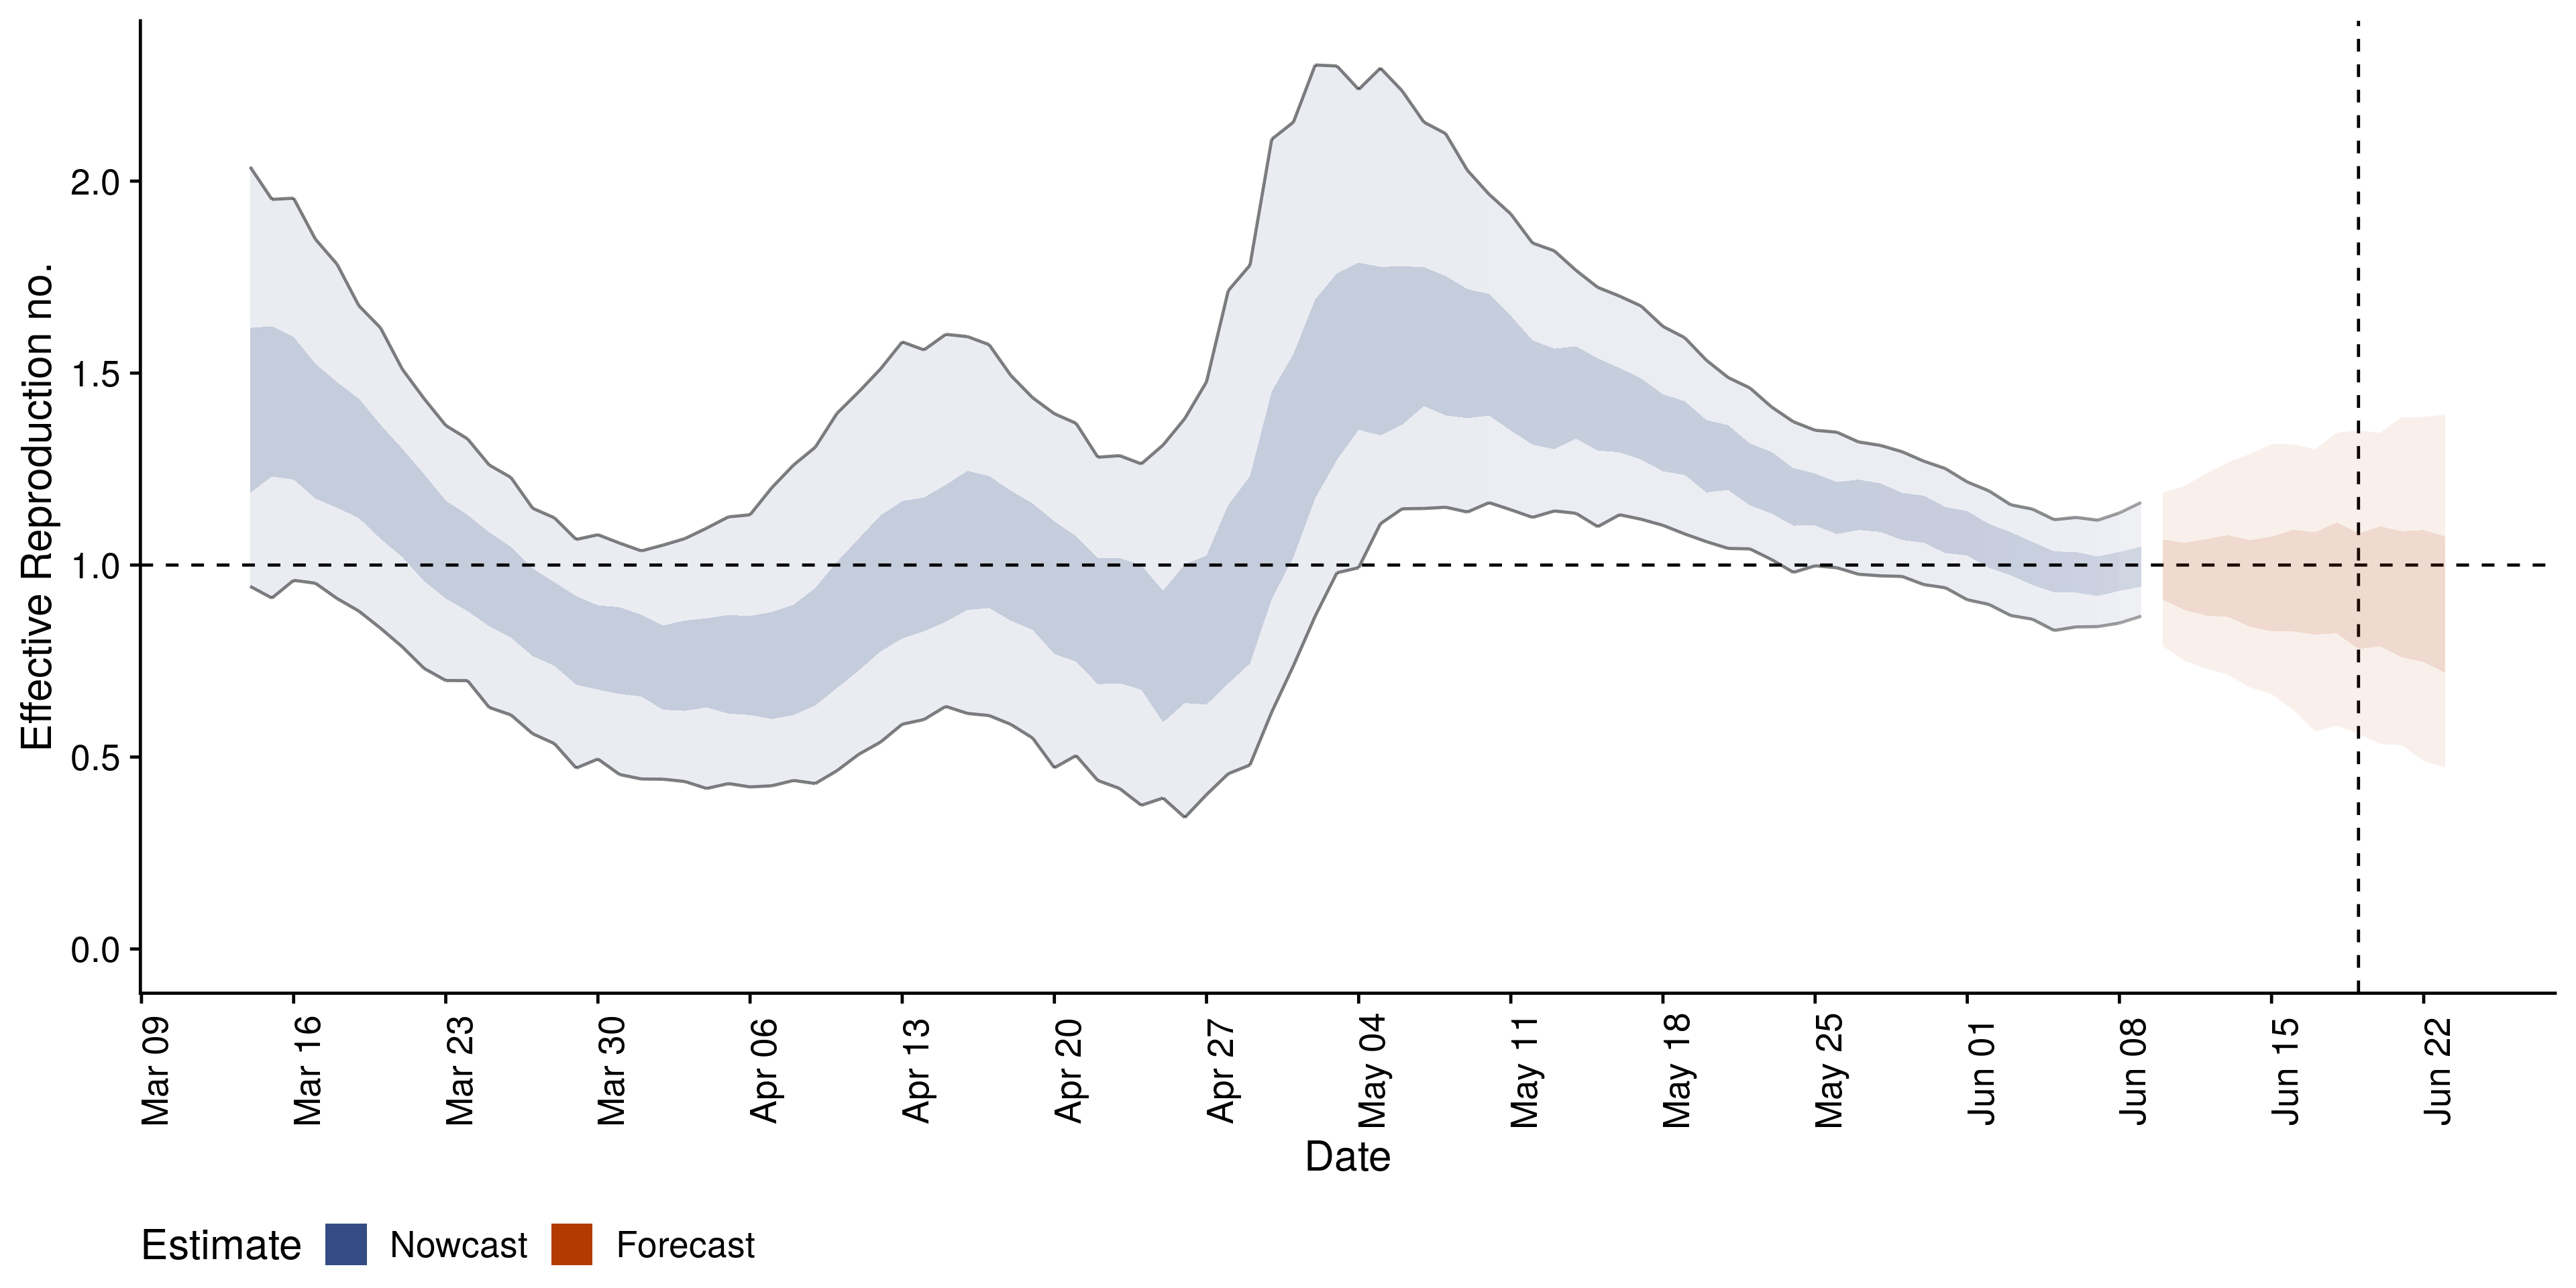 Effective Reproduction no.
2.0
1.5
1.0
0.5
0.0
Mar 09
Mar 16
Mar 23
Mar 30
Apr 06
Apr 13
Apr 20
Apr 27
May 04
May 11
May 18
May 25
Jun 01
Jun 08
Jun 15
Jun 22
Date
Estimate Nowcast Forecast